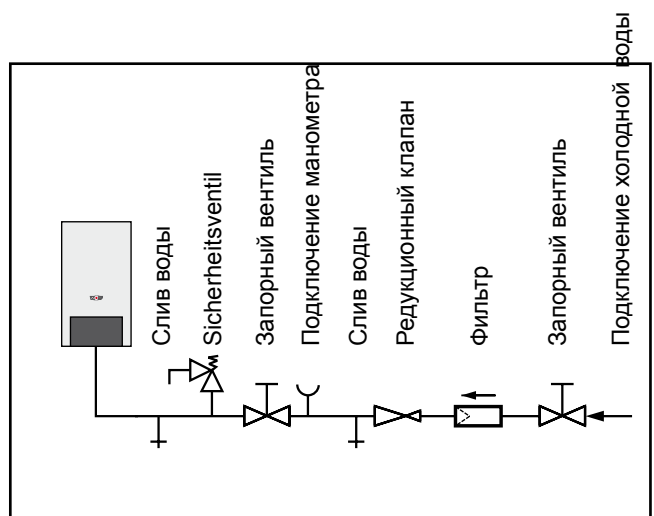 Слив воды
Sicherheitsventil
Запорный вентиль
Подключение манометра
Слив воды
Редукционный клапан
Фильтр
Запорный вентиль
Подключение холодной воды